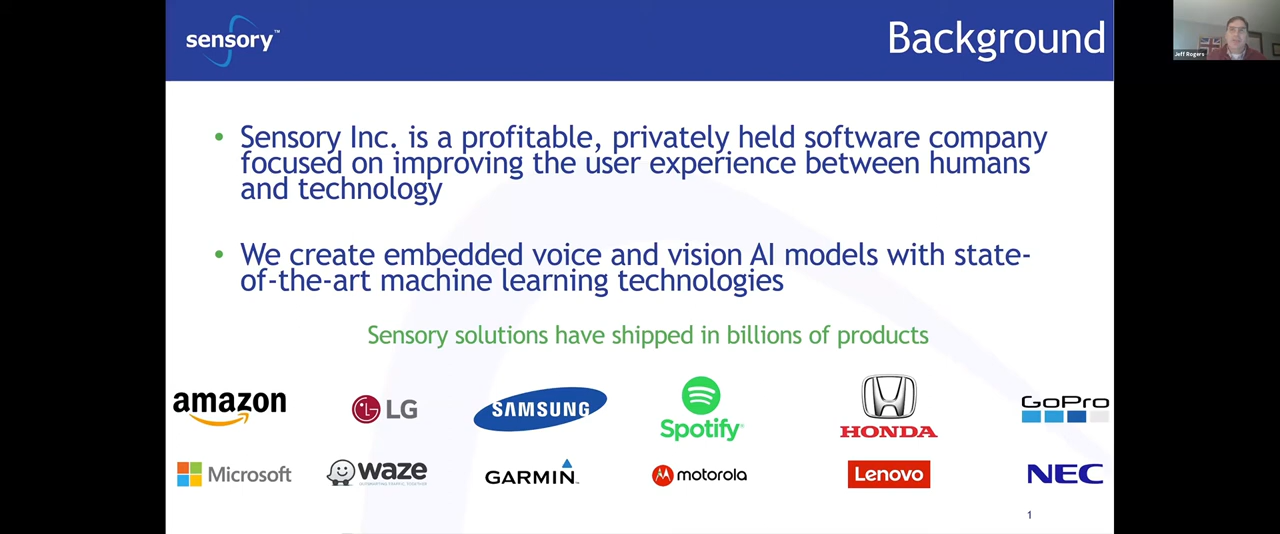 sensory™
Background
Jeff Rogers
• Sensory Inc. is a profitable, privately held software company
focused on improving the user experience between humans
and technology
• We create embedded voice and vision AI models with state-
of-the-art machine learning technologies
Sensory solutions have shipped in billions of products
amazon
LG
SAMSUNG
Spotify®
HONDA
GoPro
Microsoft
waze
GARMIN
motorola
Lenovo
NEC
1